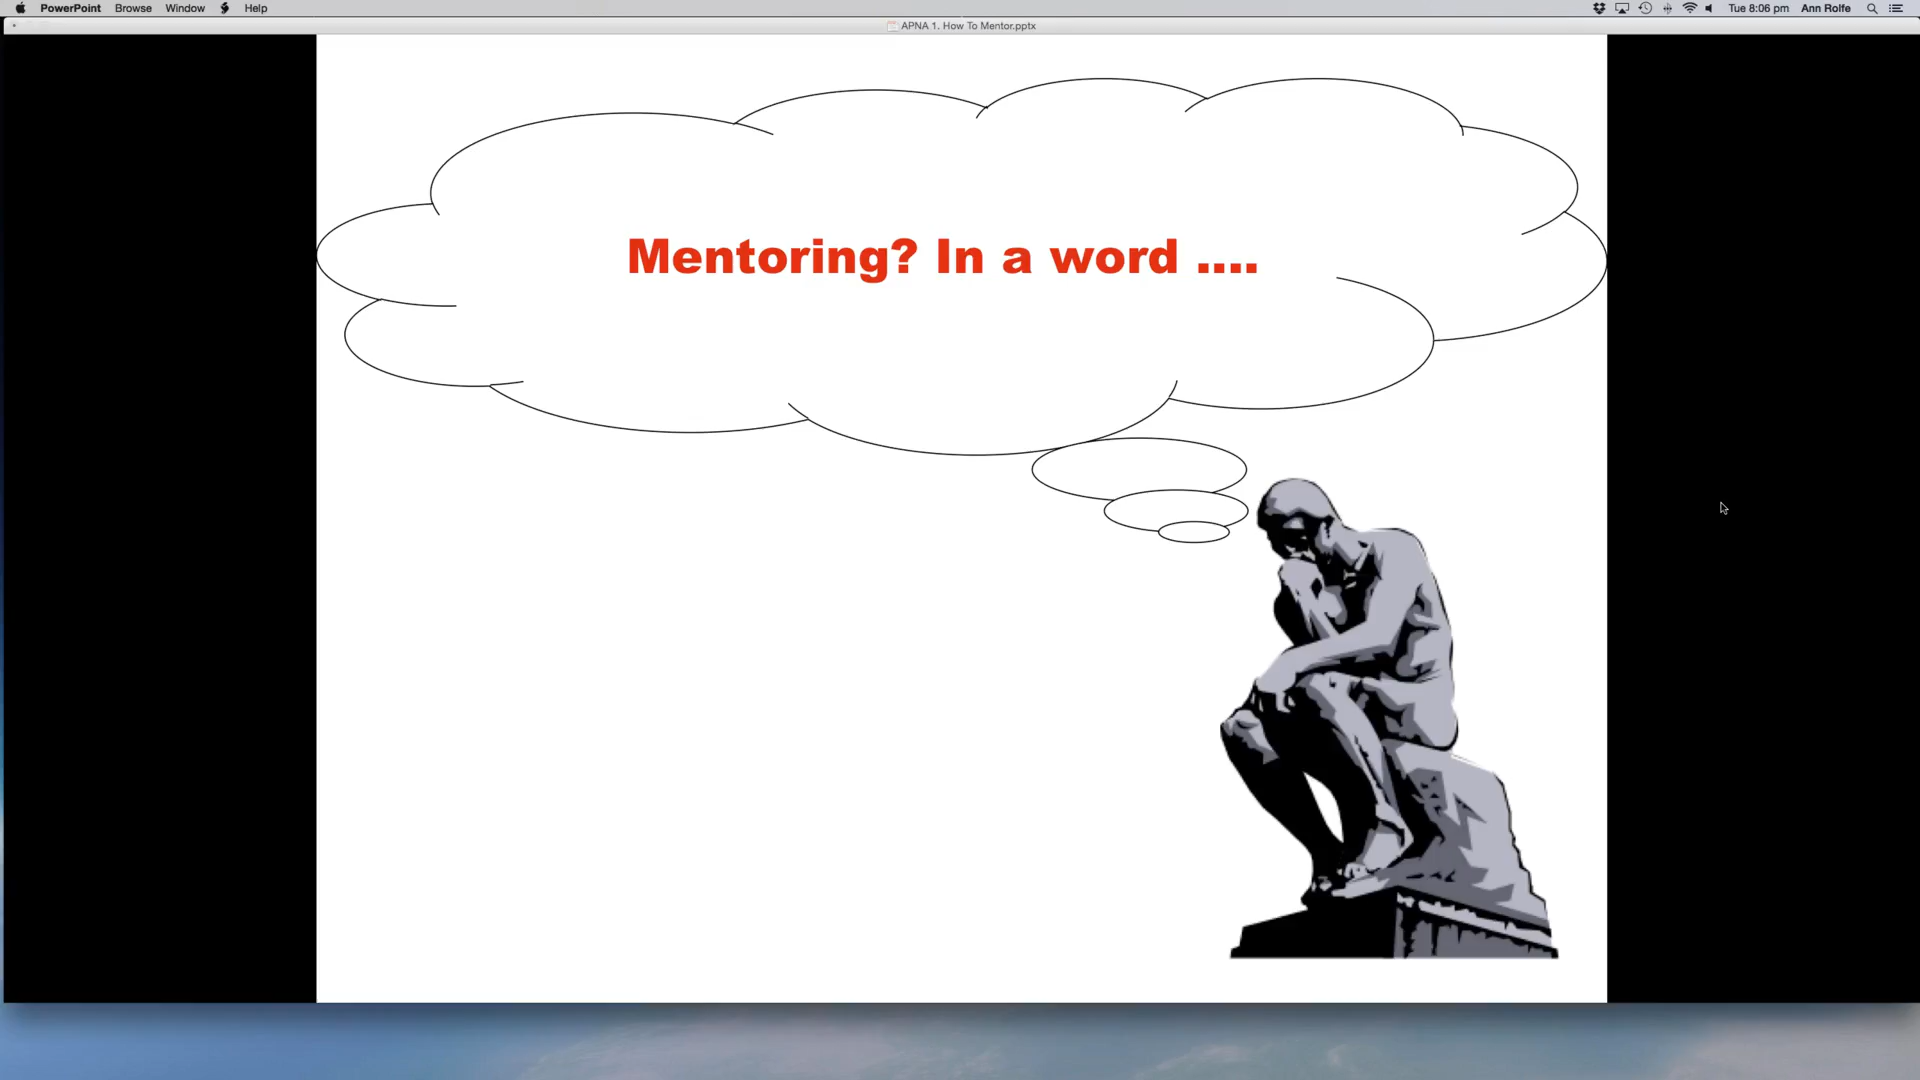 PowerPoint Browse Window Help Tue 8:06 pm Ann Rolfe
APNA 1. How To Mentor.pptx
Mentoring? In a word ....